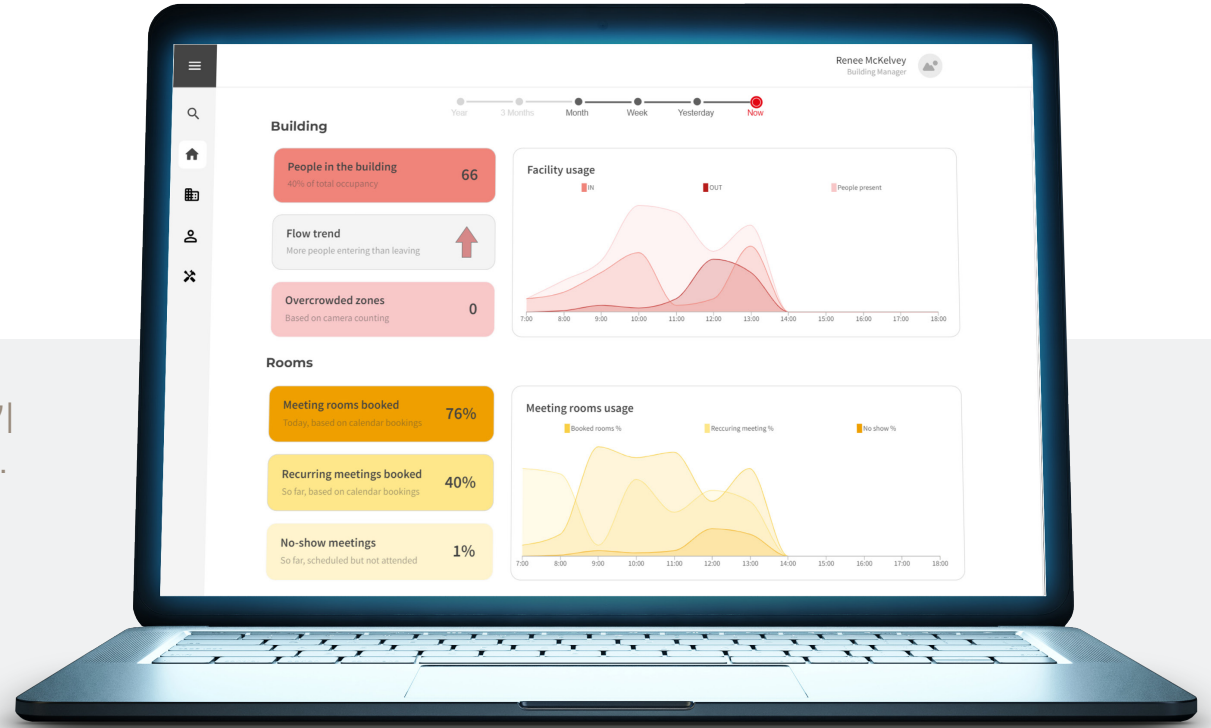 Renee McKelvey
Building Manager
Year 3 Months Month Week Yesterday Now
Building
People in the building
40% of total occupancy
66
Flow trend
More people entering than leaving
Overcrowded zones
Based on camera counting
0
Facility usage
IN OUT People present
7:00 8:00 9:00 10:00 11:00 12:00 13:00 14:00 15:00 16:00 17:00 18:00
Rooms
Meeting rooms booked
Today, based on calendar bookings
76%
Recurring meetings booked
So far, based on calendar bookings
40%
No-show meetings
So far, scheduled but not attended
1%
Meeting rooms usage
Booked rooms % Reccuring meeting % No show %
7:00 8:00 9:00 10:00 11:00 12:00 13:00 14:00 15:00 16:00 17:00 18:00